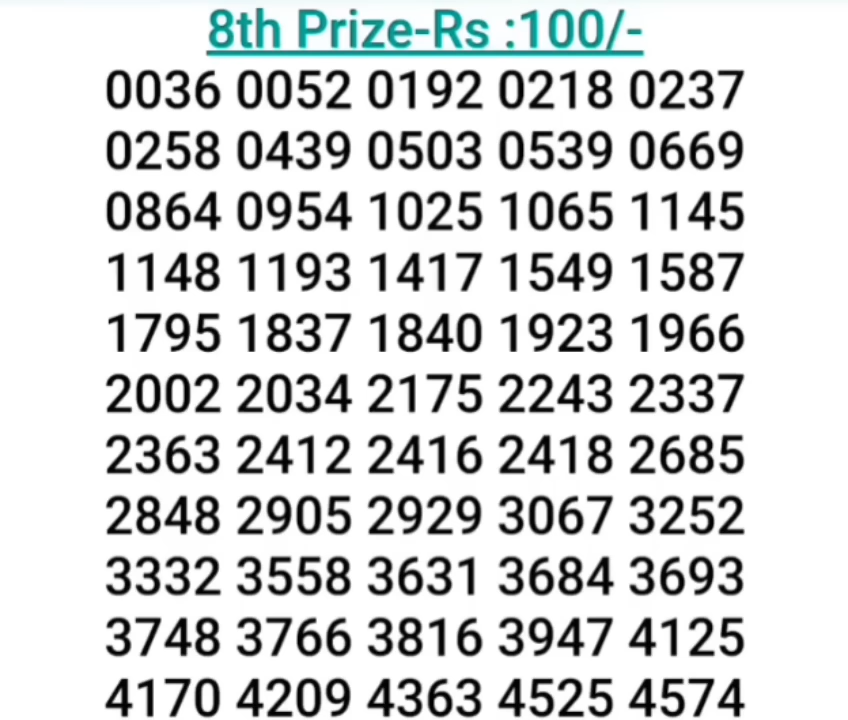 8th Prize-Rs :100/-
0036 0052 0192 0218 0237
0258 0439 0503 0539 0669
0864 0954 1025 1065 1145
1148 1193 1417 1549 1587
1795 1837 1840 1923 1966
2002 2034 2175 2243 2337
2363 2412 2416 2418 2685
2848 2905 2929 3067 3252
3332 3558 3631 3684 3693
3748 3766 3816 3947 4125
4170 4209 4363 4525 4574